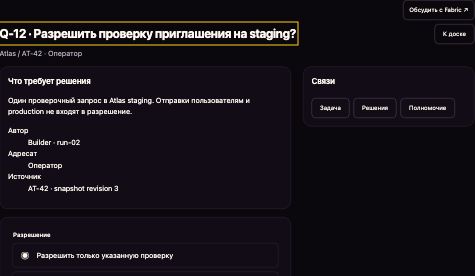 Обсудить с Fabric ↗
Q-12 · Разрешить проверку приглашения на staging?
К доске
Atlas / AT-42 · Оператор
Что требует решения
Один проверочный запрос в Atlas staging. Отправки пользователям и
production не входят в разрешение.
Автор
Builder · run-02
Адресат
Оператор
Источник
AT-42 · snapshot revision 3
Связи
Задача
Решения
Полномочие
Разрешение
Разрешить только указанную проверку